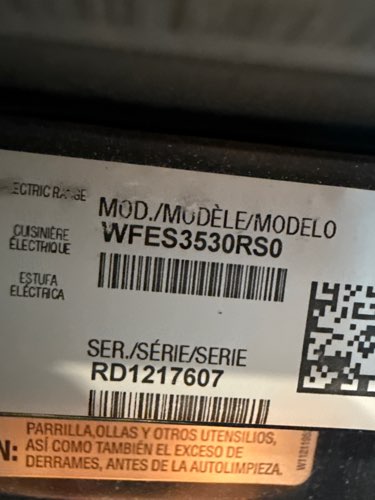 ECTRIC RANGE
MOD./MODÈLE/MODELO
WFES3530RS0
CUISINIÈRE
ÉLECTRIQUE
ESTUFA
ELÉCTRICA
SER./SÉRIE/SERIE
RD1217607
PARRILLA,OLLAS Y OTROS UTENSILIOS,
N: ASÍ COMO TAMBIÉN EL EXCESO DE
DERRAMES, ANTES DE LA AUTOLIMPIEZA.